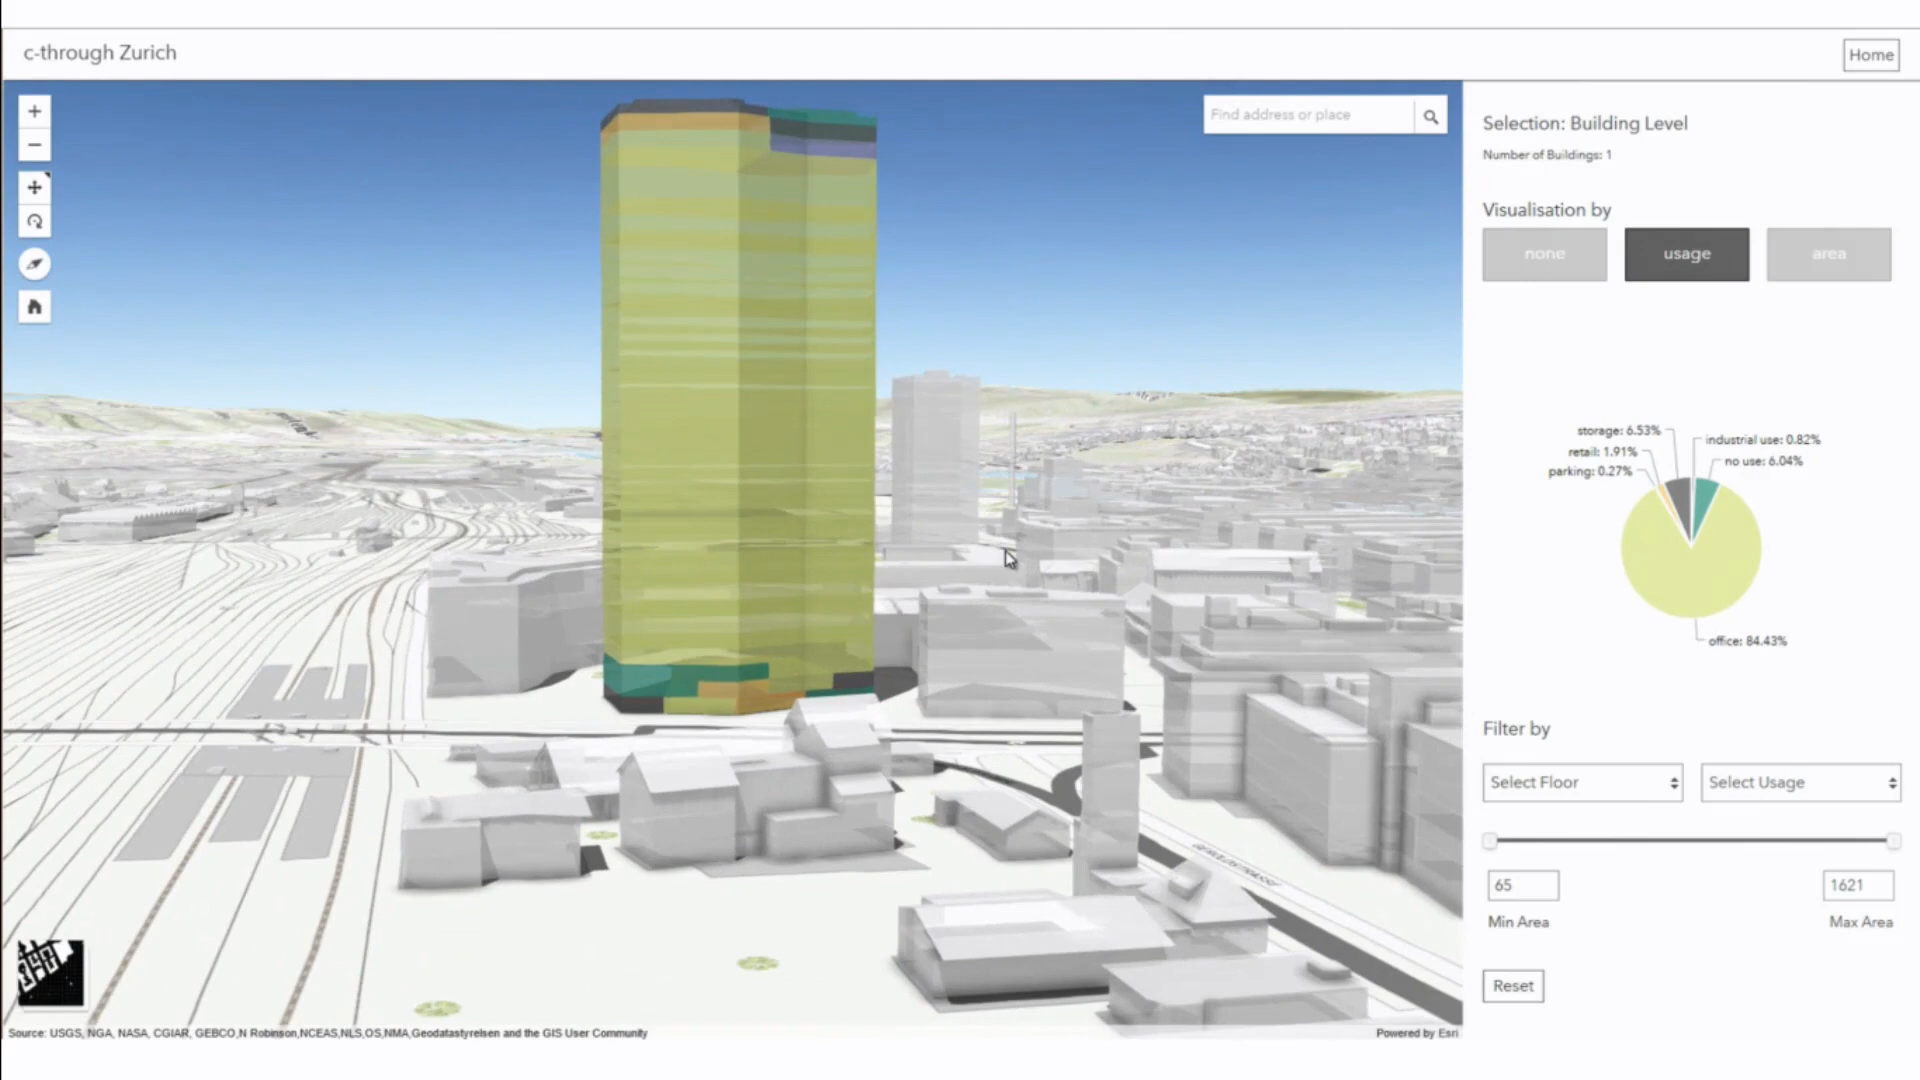 c-through Zurich
Home
Find address or place
Selection: Building Level
Number of Buildings: 1
Visualisation by
none
usage
area
storage: 6.53%
industrial use: 0.82%
retail: 1.91%
no use: 6.04%
parking: 0.27%
office: 84.43%
Filter by
Select Floor
Select Usage
65
1621
Min Area
Max Area
Reset
Source: USGS, NGA, NASA, CGIAR, GEBCO,N Robinson,NCEAS,NLS,OS,NMA,Geodatastyrelsen and the GIS User Community
Powered by Esri